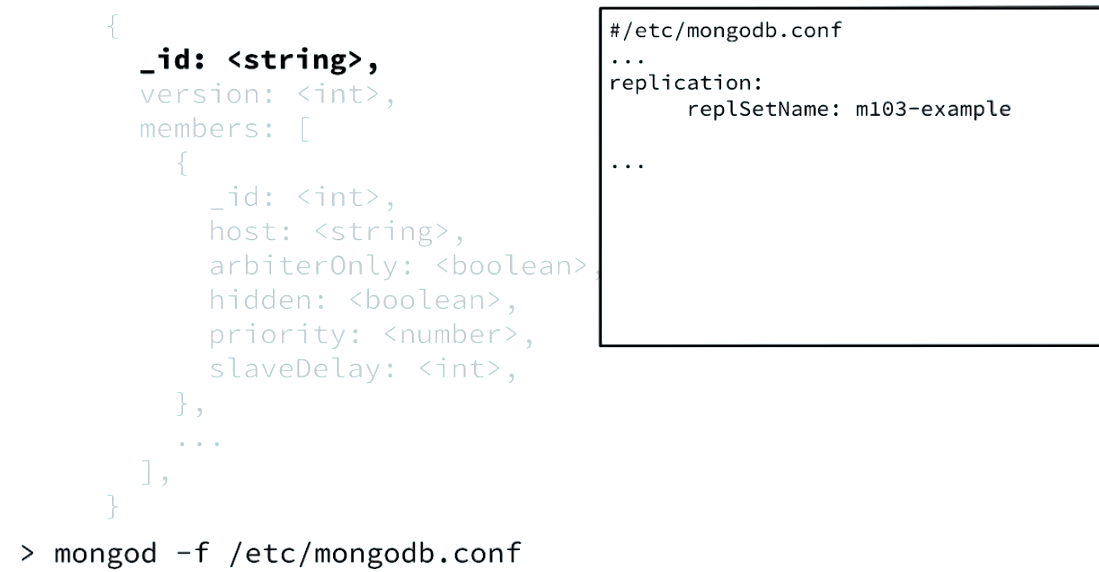 {
_id: <string>,
version: <int>,
members: [
{
_id: <int>,
host: <string>,
arbiterOnly: <boolean>,
hidden: <boolean>,
priority: <number>,
slaveDelay: <int>,
},
...
],
}
#/etc/mongodb.conf
...
replication:
replSetName: m103-example
...
> mongod -f /etc/mongodb.conf